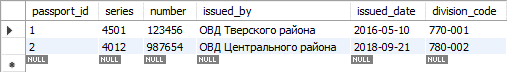 passport_id series number issued_by issued_date division_code
1 4501 123456 ОВД Тверского района 2016-05-10 770-001
2 4012 987654 ОВД Центрального района 2018-09-21 780-002
NULL NULL NULL NULL NULL NULL